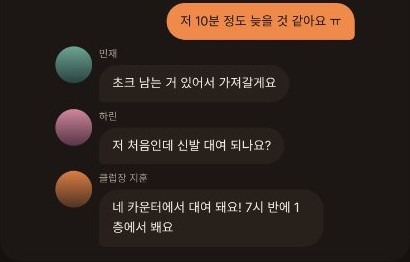 저 10분 정도 늦을 것 같아요 ㅠ
민재
초크 남는 거 있어서 가져갈게요
하린
저 처음인데 신발 대여 되나요?
클럽장 지훈
네 카운터에서 대여 돼요! 7시 반에 1
층에서 봬요